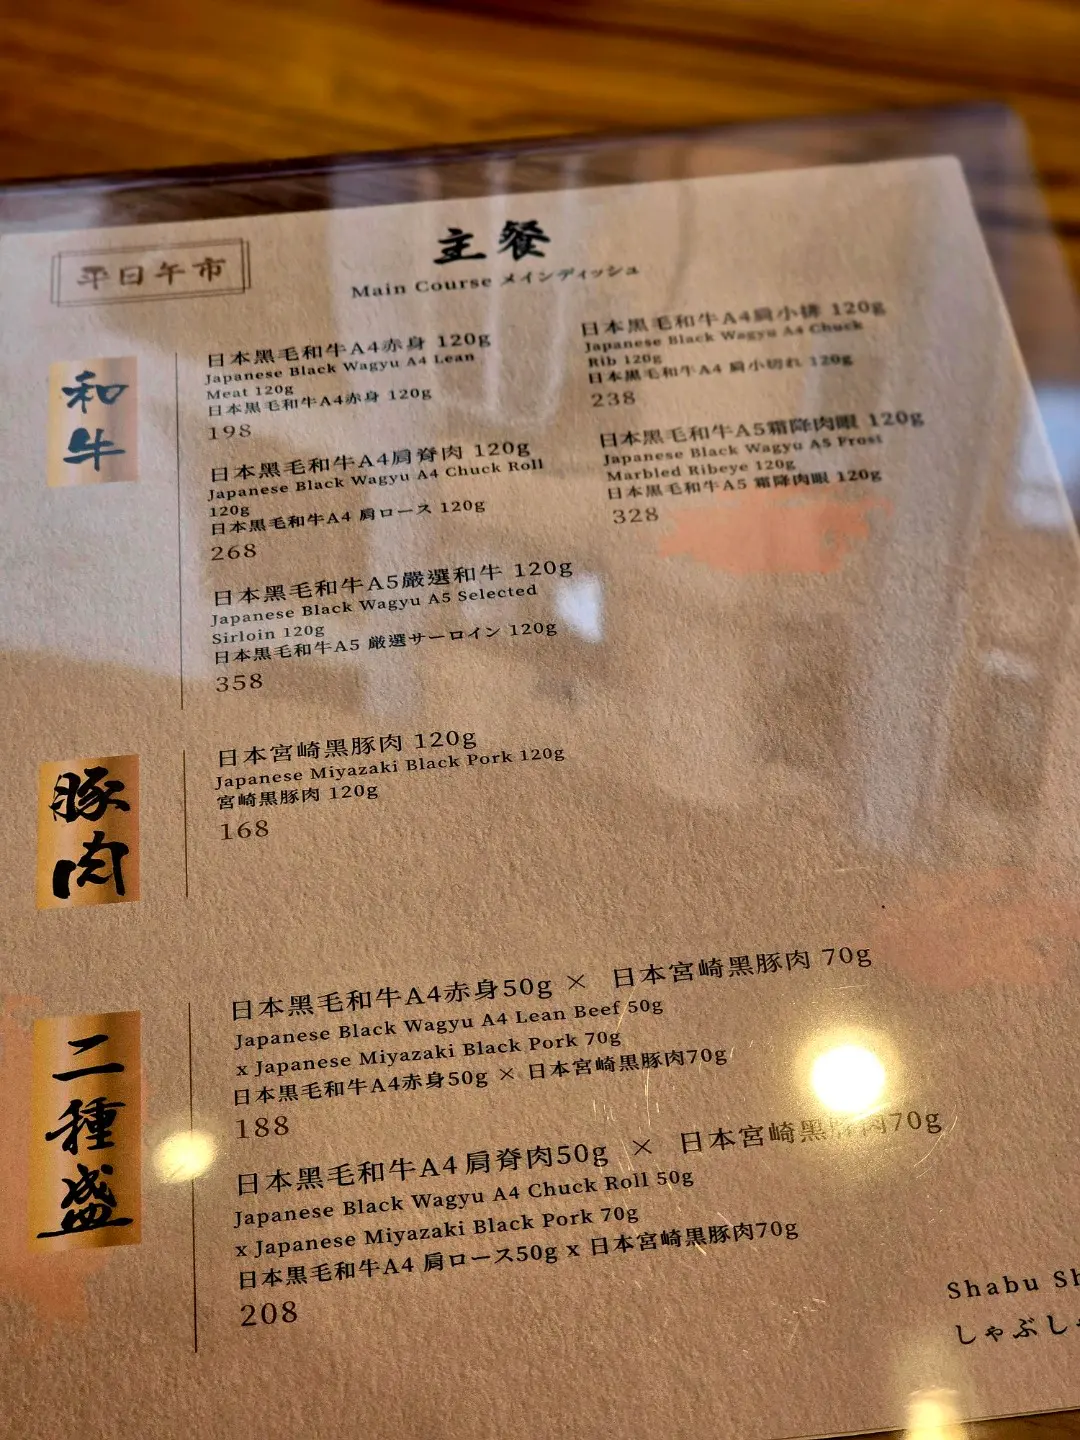 主餐
Main Course メインディッシュ
平日午市
和牛
日本黑毛和牛A4赤身 120g
Japanese Black Wagyu A4 Lean
Meat 120g
日本黒毛和牛A4赤身 120g
198
日本黑毛和牛A4肩脊肉 120g
Japanese Black Wagyu A4 Chuck Roll
120g
日本黒毛和牛A4 肩ロース 120g
268
日本黑毛和牛A5嚴選和牛 120g
Japanese Black Wagyu A5 Selected
Sirloin 120g
日本黒毛和牛A5 厳選サーロイン 120g
358
日本黑毛和牛A4肩小排 120g
Japanese Black Wagyu A4 Chuck
Rib 120g
日本黒毛和牛A4 肩小切れ 120g
238
日本黑毛和牛A5霜降肉眼 120g
Japanese Black Wagyu A5 Frost
Marbled Ribeye 120g
日本黒毛和牛A5 霜降肉眼 120g
328
豚肉
日本宮崎黑豚肉 120g
Japanese Miyazaki Black Pork 120g
宮崎黒豚肉 120g
168
二種盛
日本黑毛和牛A4赤身50g × 日本宮崎黑豚肉 70g
Japanese Black Wagyu A4 Lean Beef 50g
x Japanese Miyazaki Black Pork 70g
日本黒毛和牛A4赤身50g × 日本宮崎黒豚肉70g
188
日本黑毛和牛A4肩脊肉50g × 日本宮崎黑豚肉70g
Japanese Black Wagyu A4 Chuck Roll 50g
x Japanese Miyazaki Black Pork 70g
日本黒毛和牛A4 肩ロース50g x 日本宮崎黒豚肉70g
208
Shabu Sh
しゃぶし